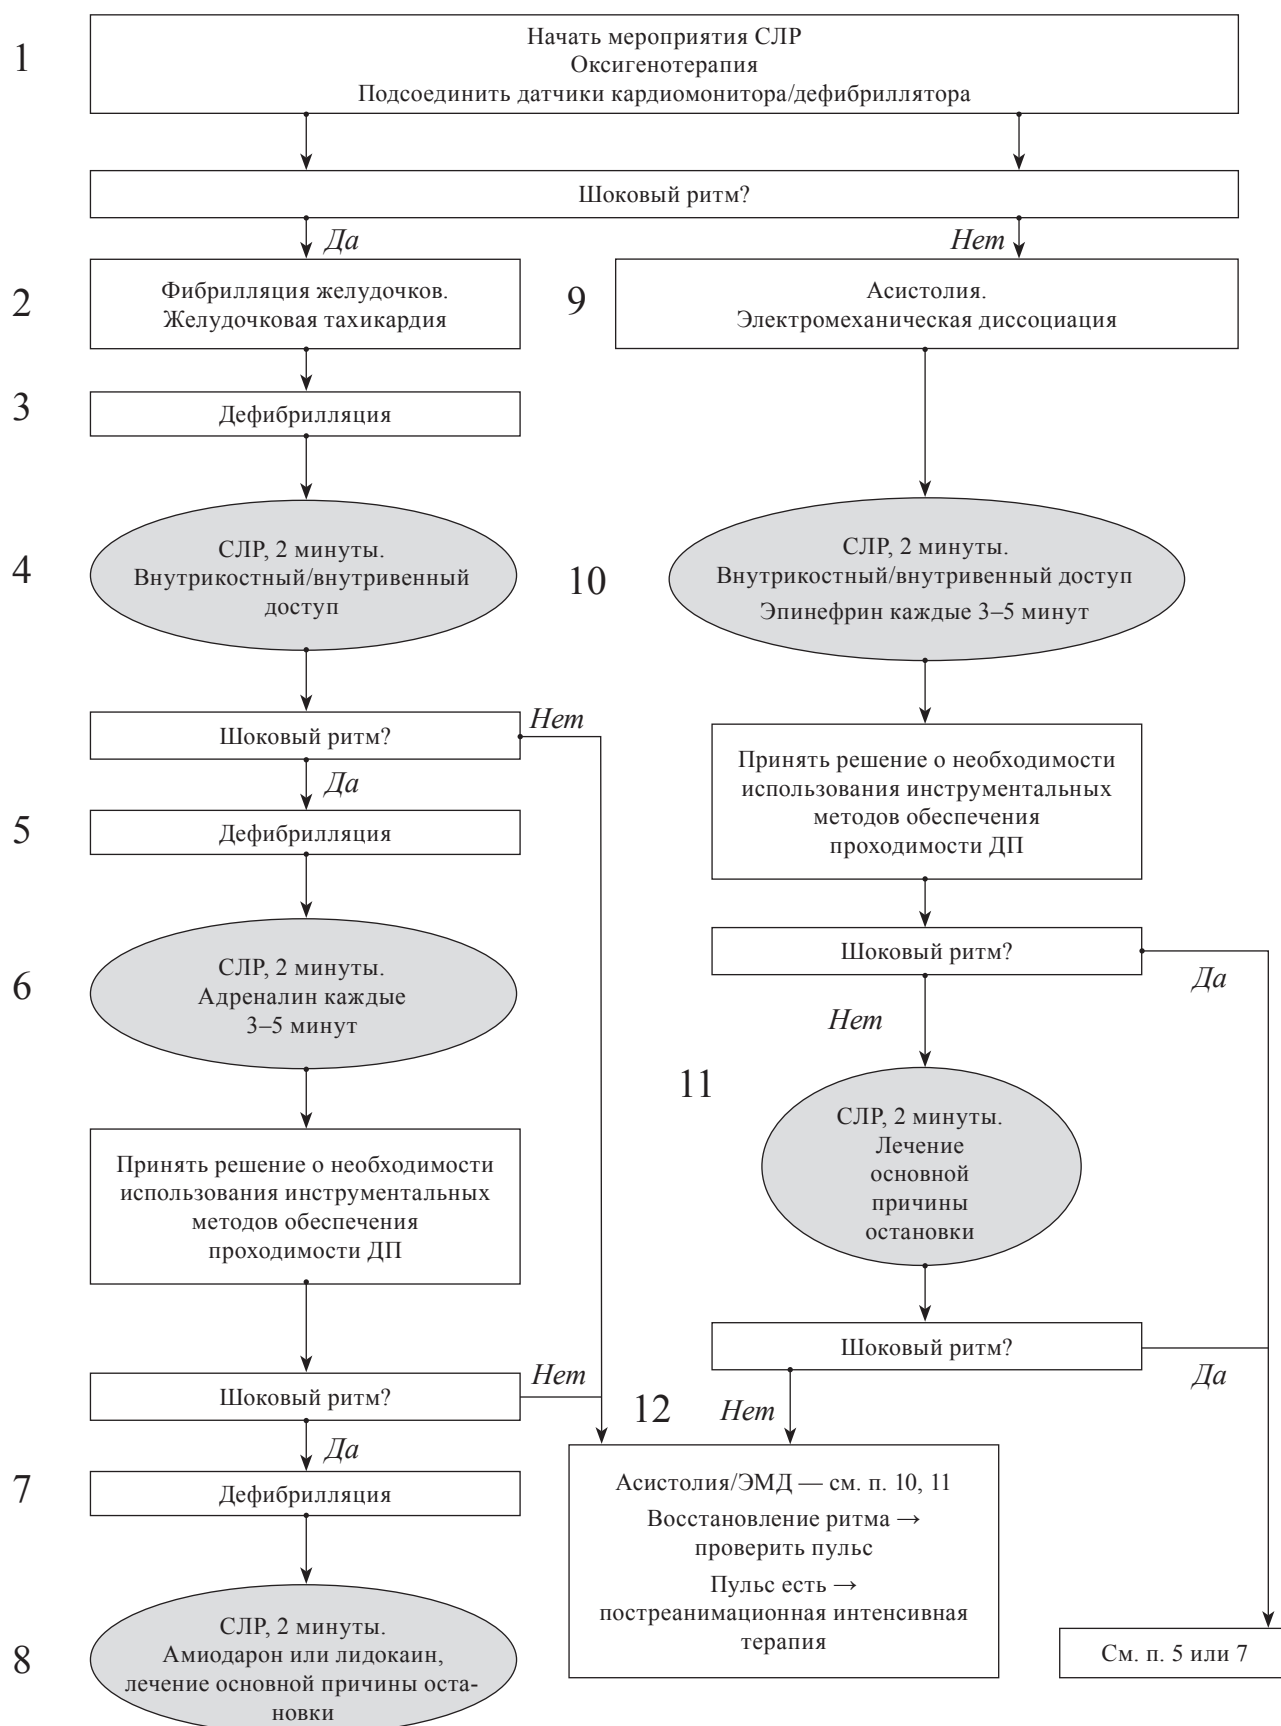 1
Начать мероприятия СЛР
Оксигенотерапия
Подсоединить датчики кардиомонитора/дефибриллятора
Шоковый ритм?
Да
Нет
2
Фибрилляция желудочков.
Желудочковая тахикардия
9
Асистолия.
Электромеханическая диссоциация
3
Дефибрилляция
4
СЛР, 2 минуты.
Внутрикостный/внутривенный
доступ
10
СЛР, 2 минуты.
Внутрикостный/внутривенный доступ
Эпинефрин каждые 3–5 минут
Шоковый ритм?
Нет
Да
5
Дефибрилляция
Принять решение о необходимости
использования инструментальных
методов обеспечения
проходимости ДП
6
СЛР, 2 минуты.
Адреналин каждые
3–5 минут
Шоковый ритм?
Да
Нет
11
СЛР, 2 минуты.
Лечение
основной
причины
остановки
Принять решение о необходимости
использования инструментальных
методов обеспечения
проходимости ДП
Шоковый ритм?
Да
Нет
Шоковый ритм?
Нет
Да
12
Асистолия/ЭМД — см. п. 10, 11
Восстановление ритма →
проверить пульс
Пульс есть →
постреанимационная интенсивная
терапия
7
Дефибрилляция
8
СЛР, 2 минуты.
Амиодарон или лидокаин,
лечение основной причины оста-
новки
См. п. 5 или 7